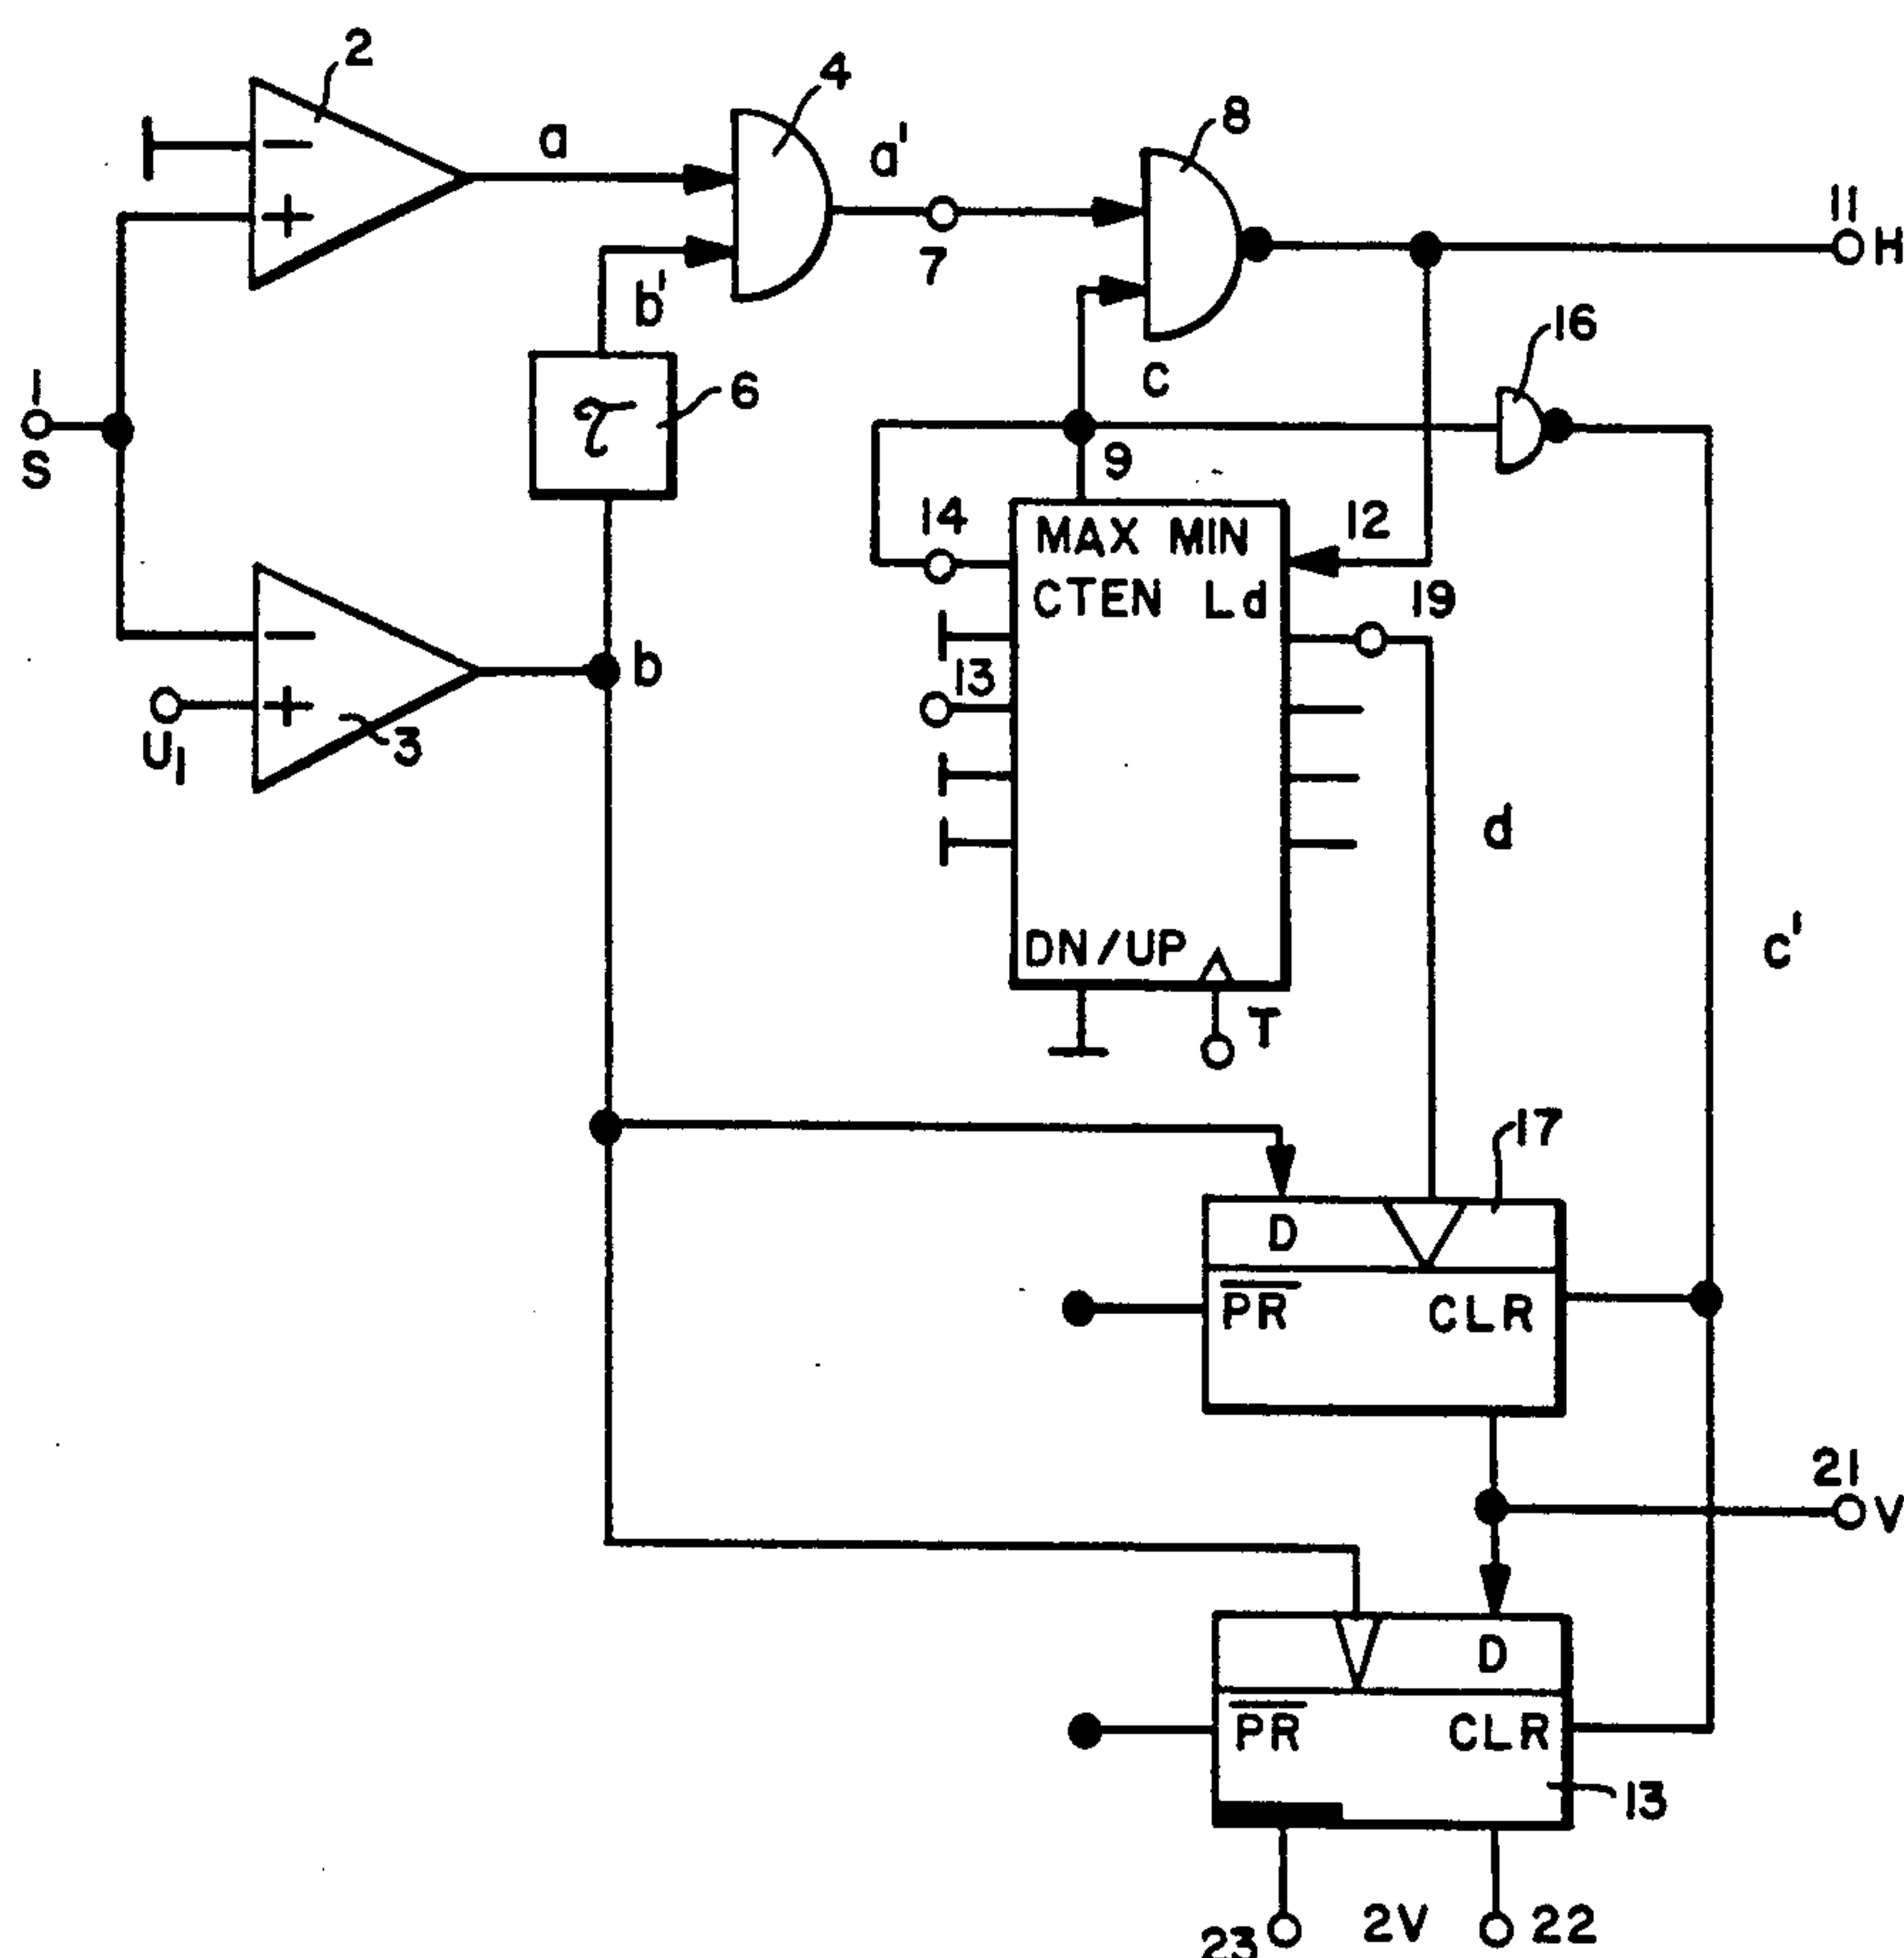 2
4
a
a'
8
7
11
H
b'
16
1
6
τ
c
S
9
14
12
MAX MIN
CTEN Ld
19
b
13
U1
3
d
DN/UP
c'
T
17
D
PR
CLR
21
V
D
PR
CLR
13
23
2V
22